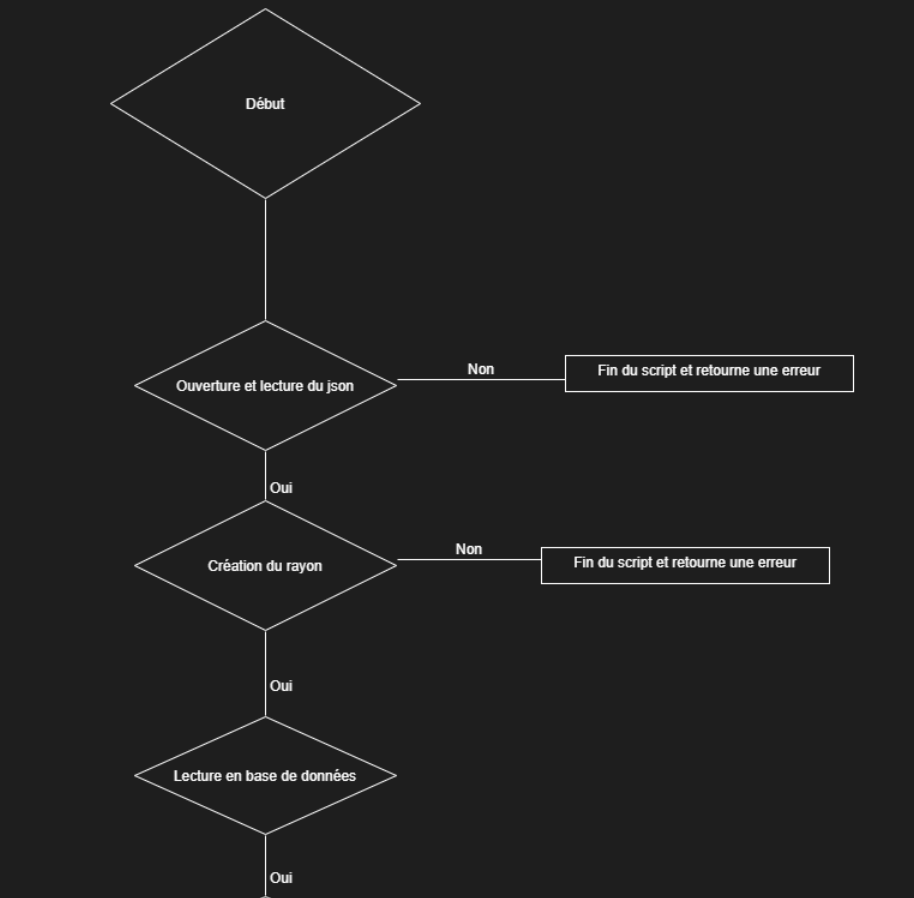 Début
Ouverture et lecture du json
Non
Fin du script et retourne une erreur
Oui
Création du rayon
Non
Fin du script et retourne une erreur
Oui
Lecture en base de données
Oui